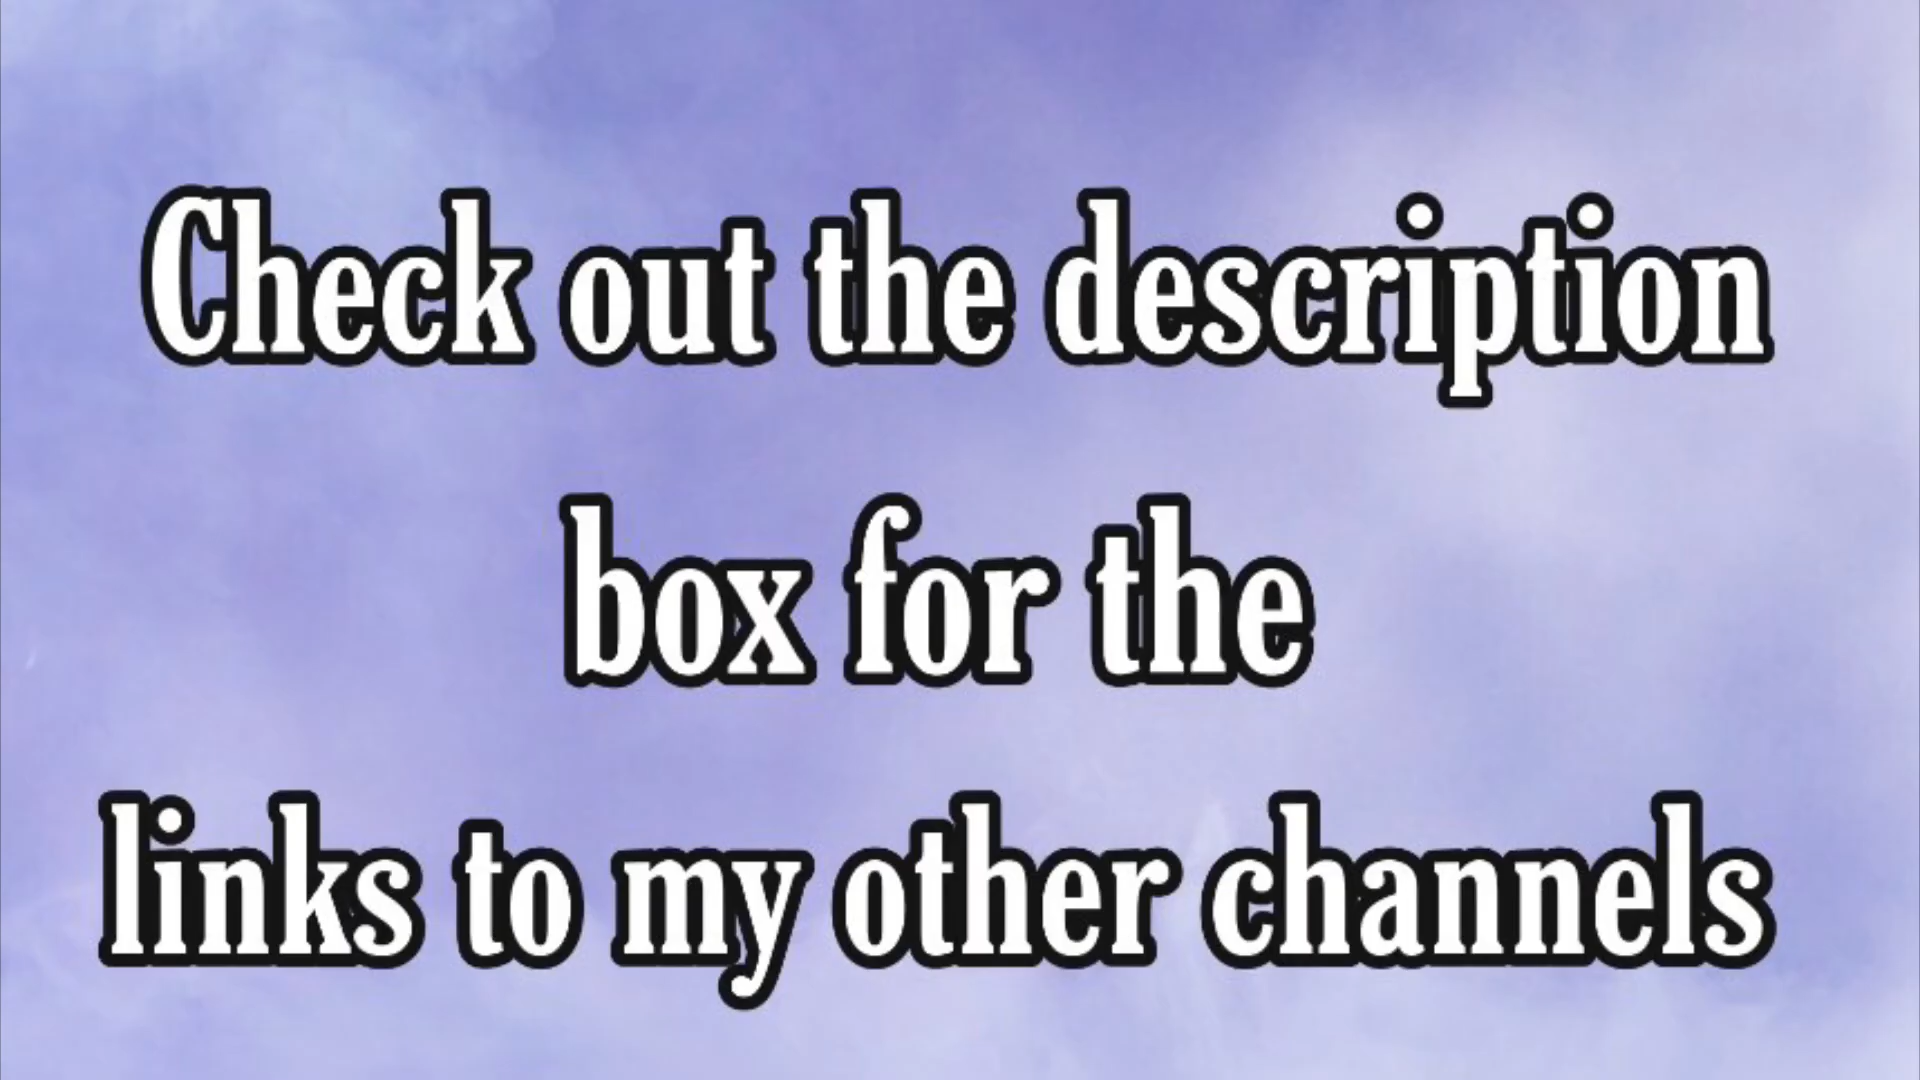 Check out the description
box for the
links to my other channels